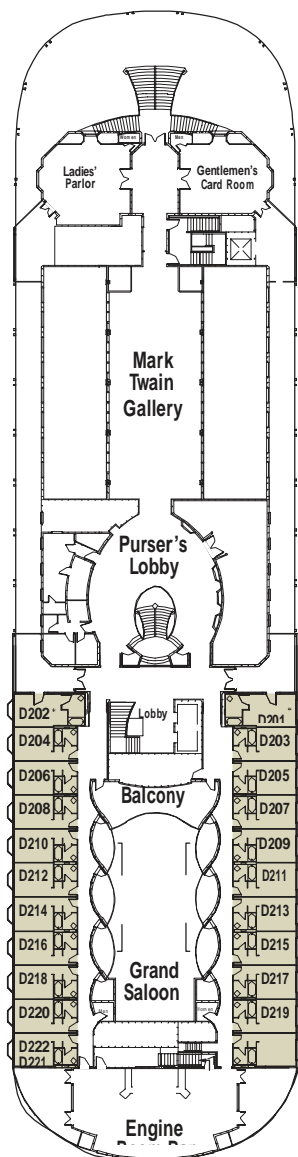 Women
Men
Ladies'
Parlor
Gentlemen's
Card Room
Mark
Twain
Gallery
Purser's
Lobby
D202
D201
Lobby
D204
D203
D206
D205
Balcony
D208
D207
D210
D209
D212
D211
D214
D213
D216
D215
Grand
Saloon
D218
D217
D220
Men
Women
D219
D222
D221
Engine
Room Bar